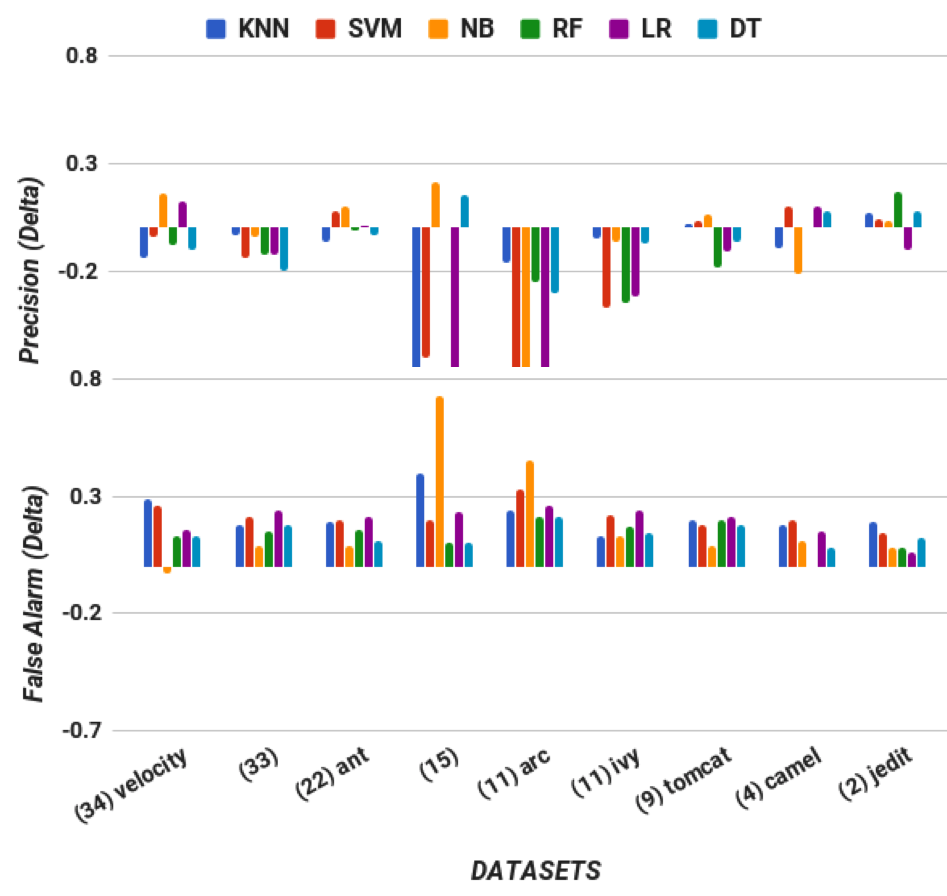 KNN SVM NB RF LR DT
0.8
0.3
-0.2
Precision (Delta)
0.8
0.3
-0.2
-0.7
False Alarm (Delta)
(34) velocity (33) (22) ant (15) (11) arc (11) ivy (9) tomcat (4) camel (2) jedit
DATASETS